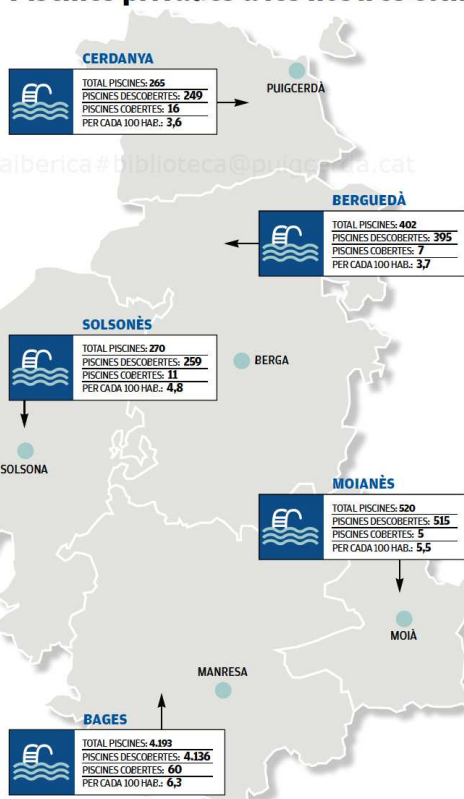 CERDANYA
TOTAL PISCINES: 265
PISCINES DESCOBERTES: 249
PISCINES COBERTES: 16
PER CADA 100 HAB.: 3,6
PUIGCERDÀ
alberica#biblioteca@puigcerda.cat
BERGUEDÀ
TOTAL PISCINES: 402
PISCINES DESCOBERTES: 395
PISCINES COBERTES: 7
PER CADA 100 HAB.: 3,7
SOLSONÈS
TOTAL PISCINES: 270
PISCINES DESCOBERTES: 259
PISCINES COBERTES: 11
PER CADA 100 HAB.: 4,8
BERGA
SOLSONA
MOIANÈS
TOTAL PISCINES: 520
PISCINES DESCOBERTES: 515
PISCINES COBERTES: 5
PER CADA 100 HAB.: 5,5
MOIÀ
MANRESA
BAGES
TOTAL PISCINES: 4.193
PISCINES DESCOBERTES: 4.136
PISCINES COBERTES: 60
PER CADA 100 HAB.: 6,3